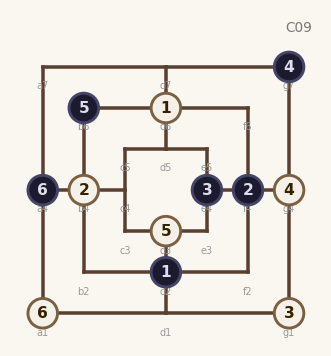 C09
4
a7 d7 g7
5 1
b6 d6 f6
c5 d5 e5
6 2 3 2 4
a4 b4 c4 e4 f4 g4
5
c3 d3 e3
1
b2 d2 f2
6 3
a1 d1 g1